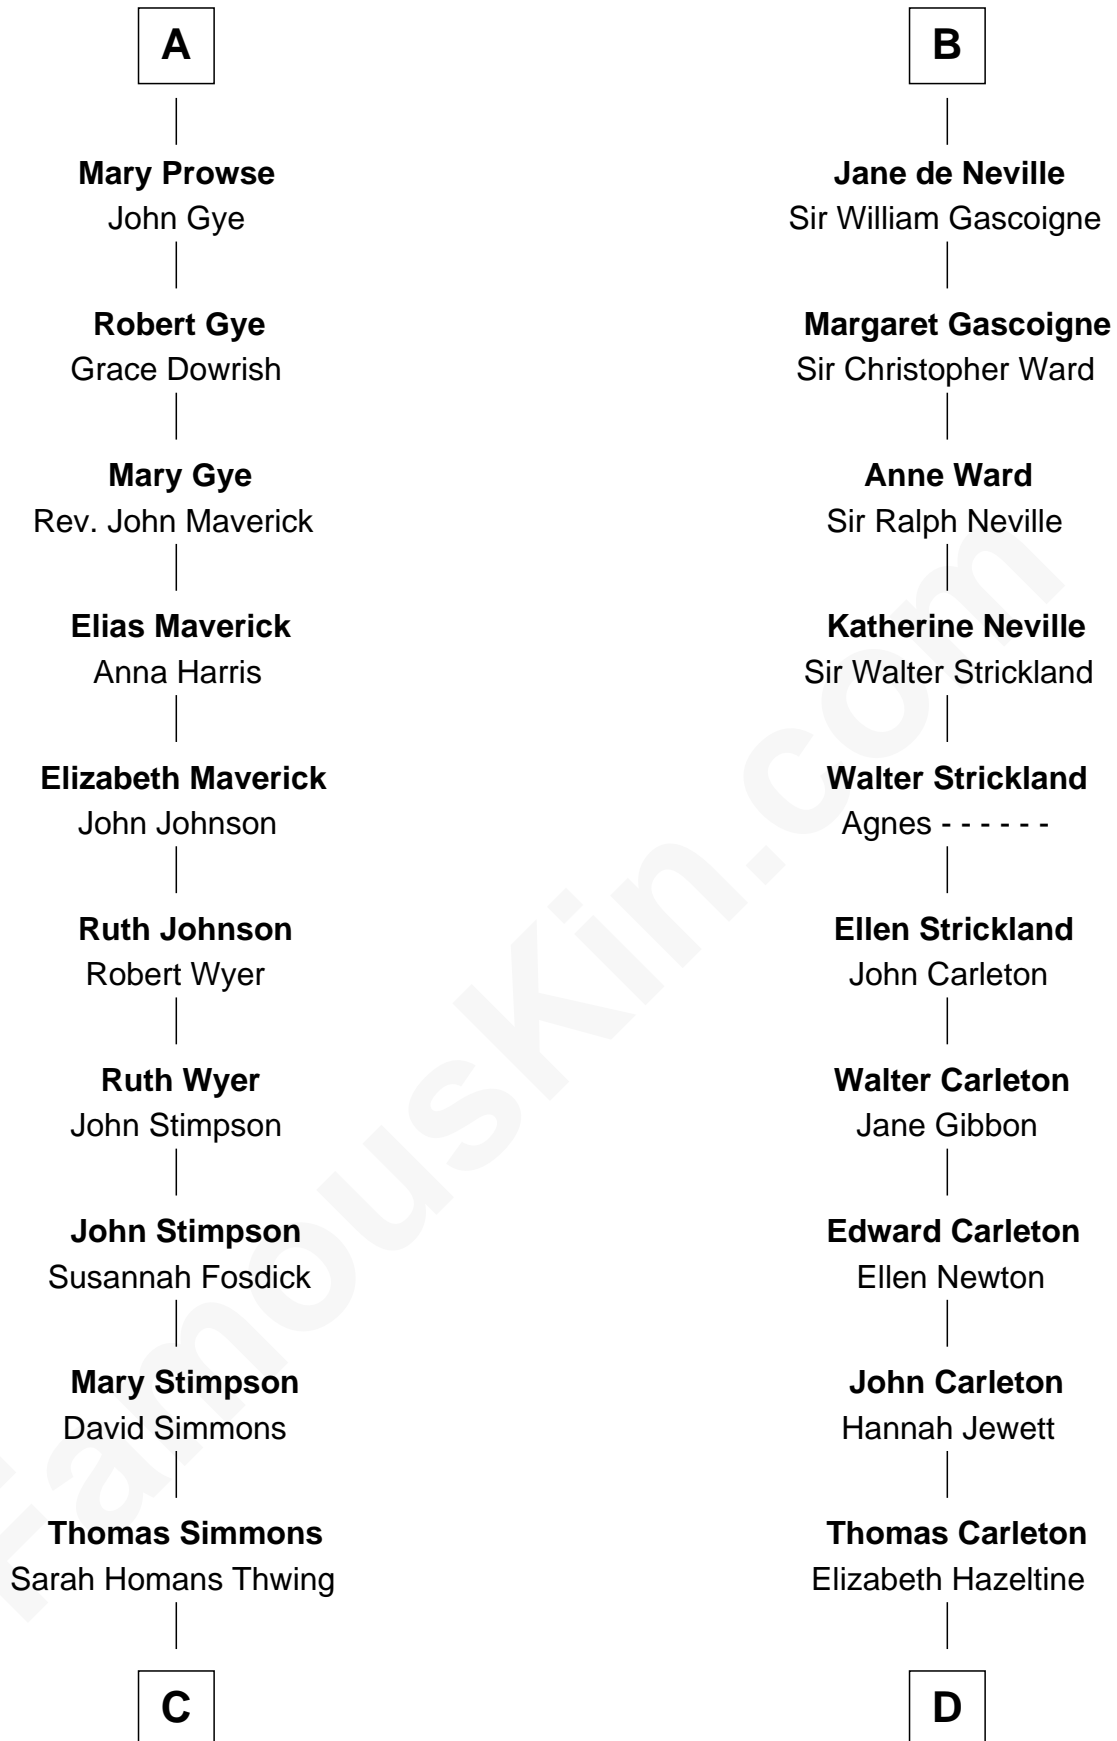 A
Mary Prowse
John Gye
Robert Gye
Grace Dowrish
Mary Gye
Rev. John Maverick
Elias Maverick
Anna Harris
Elizabeth Maverick
John Johnson
Ruth Johnson
Robert Wyer
Ruth Wyer
John Stimpson
John Stimpson
Susannah Fosdick
Mary Stimpson
David Simmons
Thomas Simmons
Sarah Homans Thwing
C
B
Jane de Neville
Sir William Gascoigne
Margaret Gascoigne
Sir Christopher Ward
Anne Ward
Sir Ralph Neville
Katherine Neville
Sir Walter Strickland
Walter Strickland
Agnes - - - - - -
Ellen Strickland
John Carleton
Walter Carleton
Jane Gibbon
Edward Carleton
Ellen Newton
John Carleton
Hannah Jewett
Thomas Carleton
Elizabeth Hazeltine
D
FamousKin.com